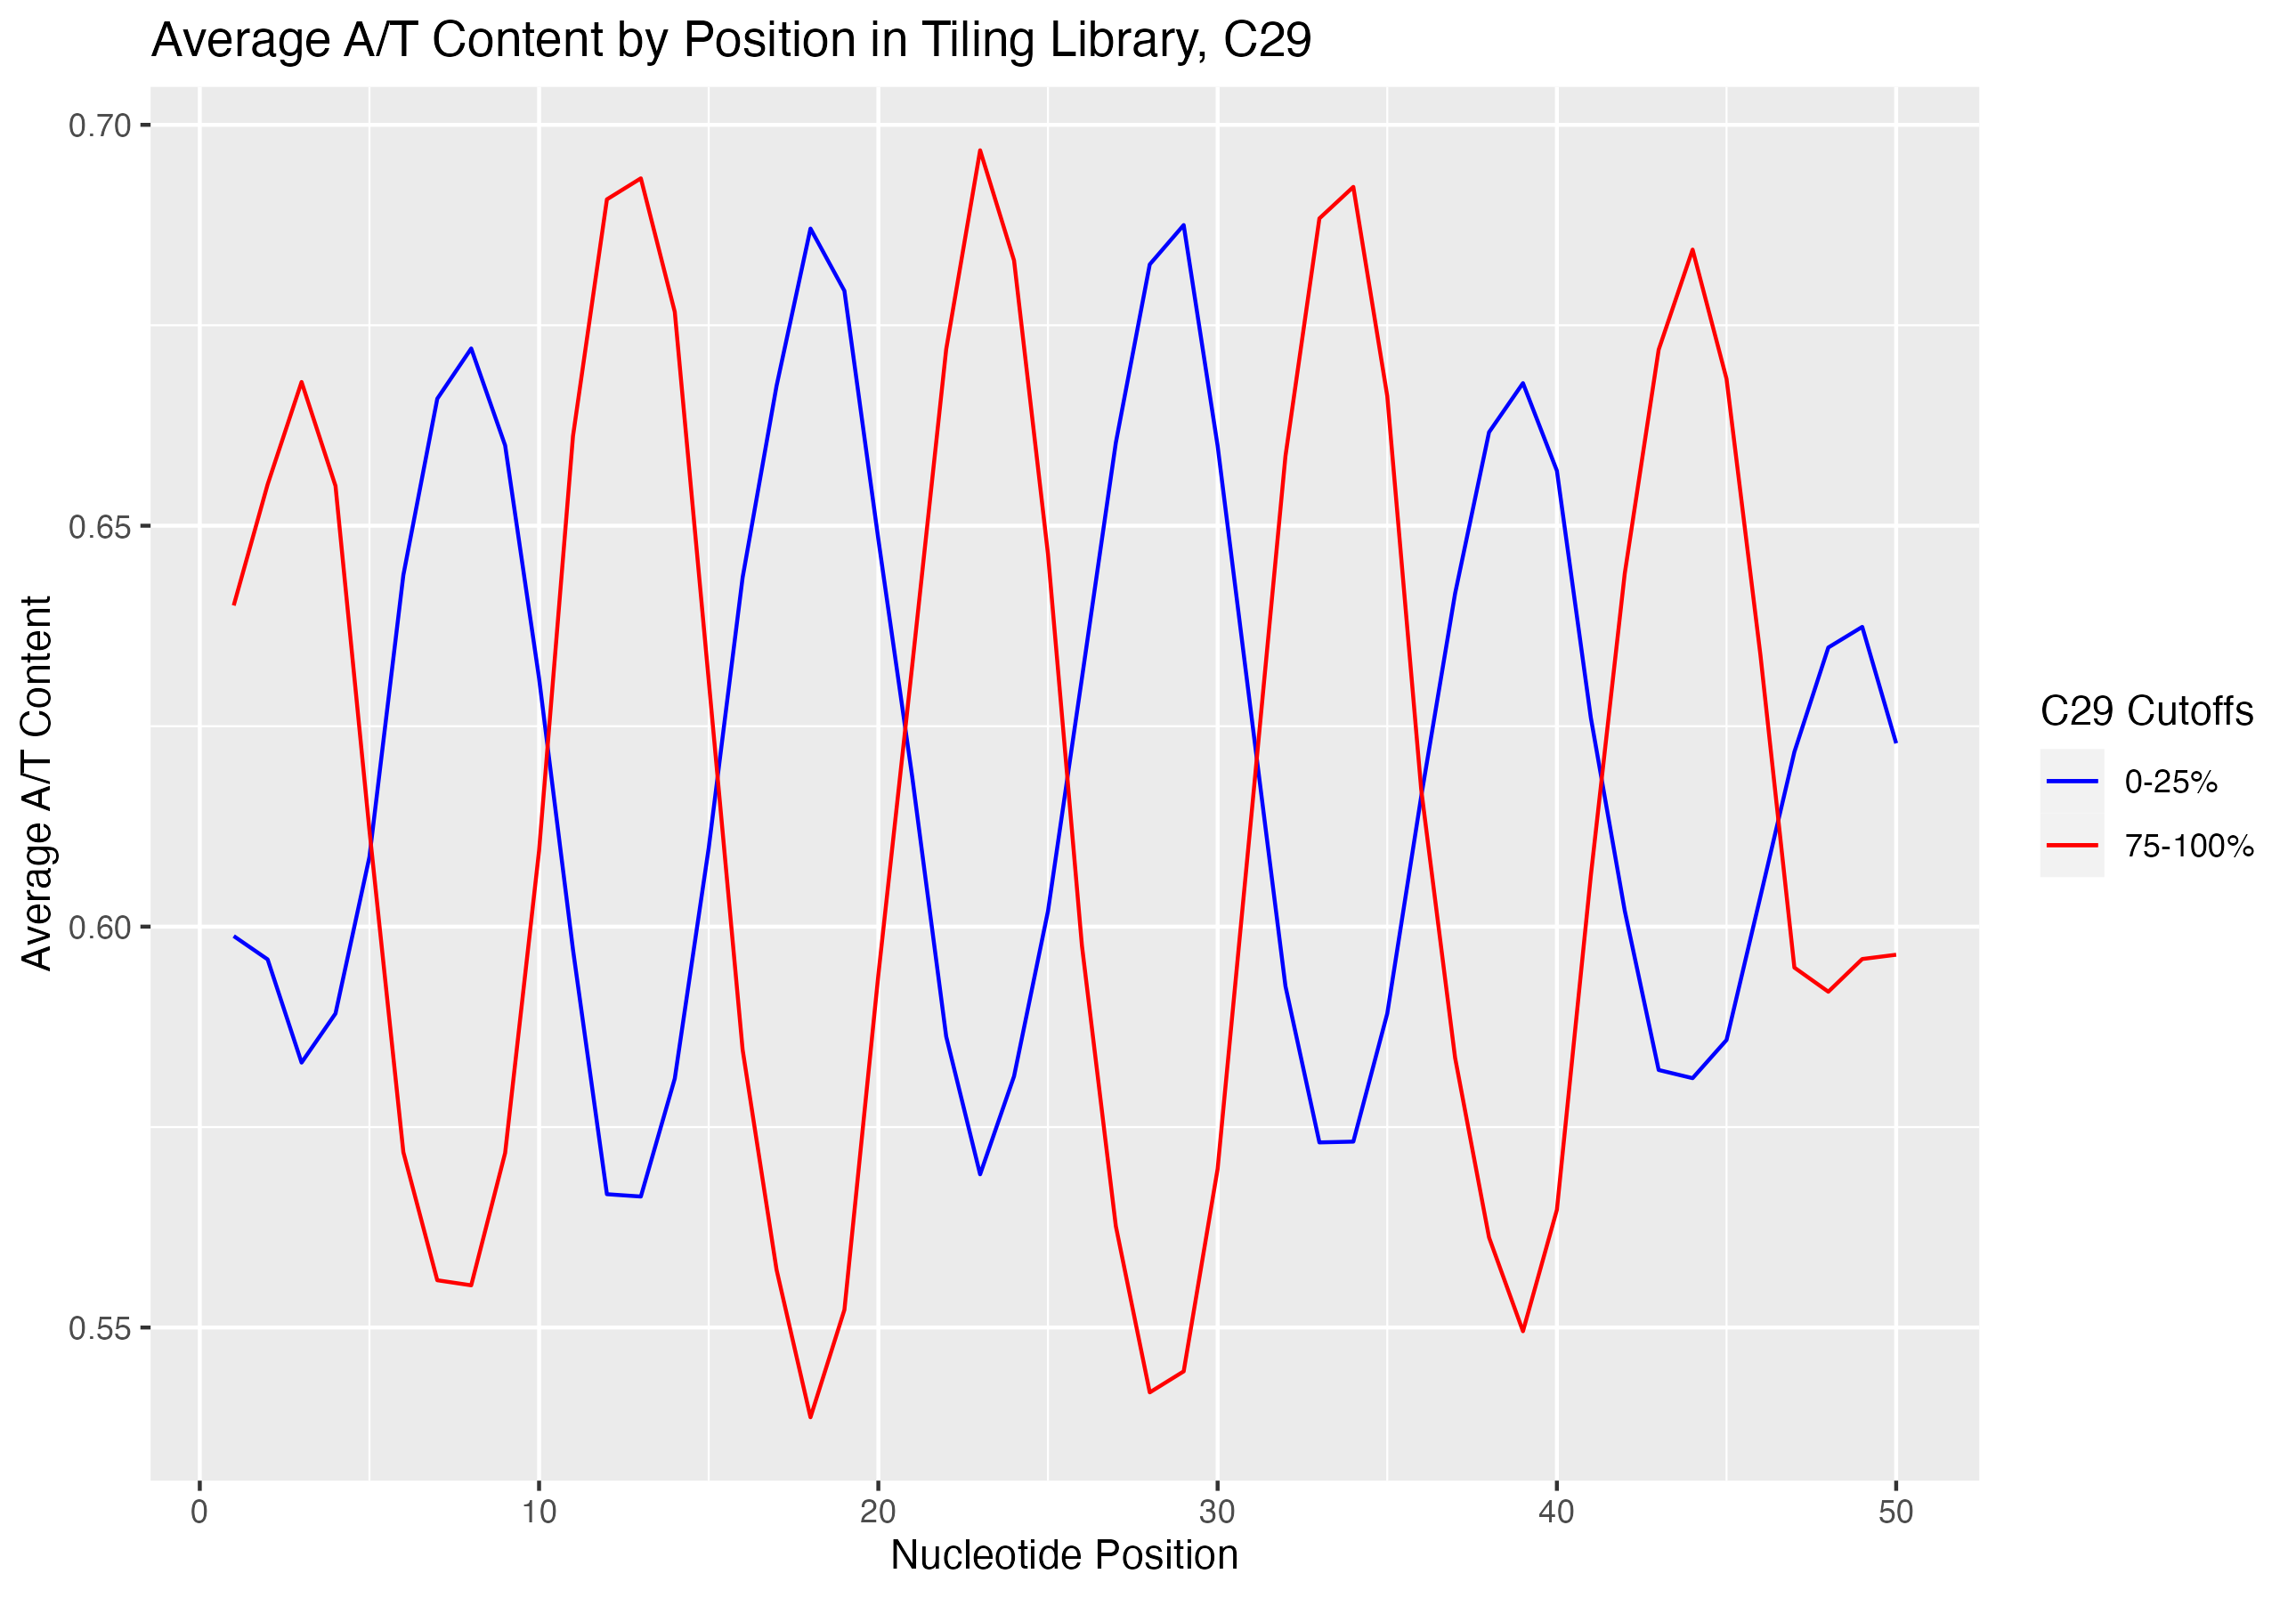 Average A/T Content by Position in Tiling Library, C29
Average A/T Content
0.70
0.65
0.60
0.55
0 10 20 30 40 50
Nucleotide Position
C29 Cutoffs
0-25%
75-100%